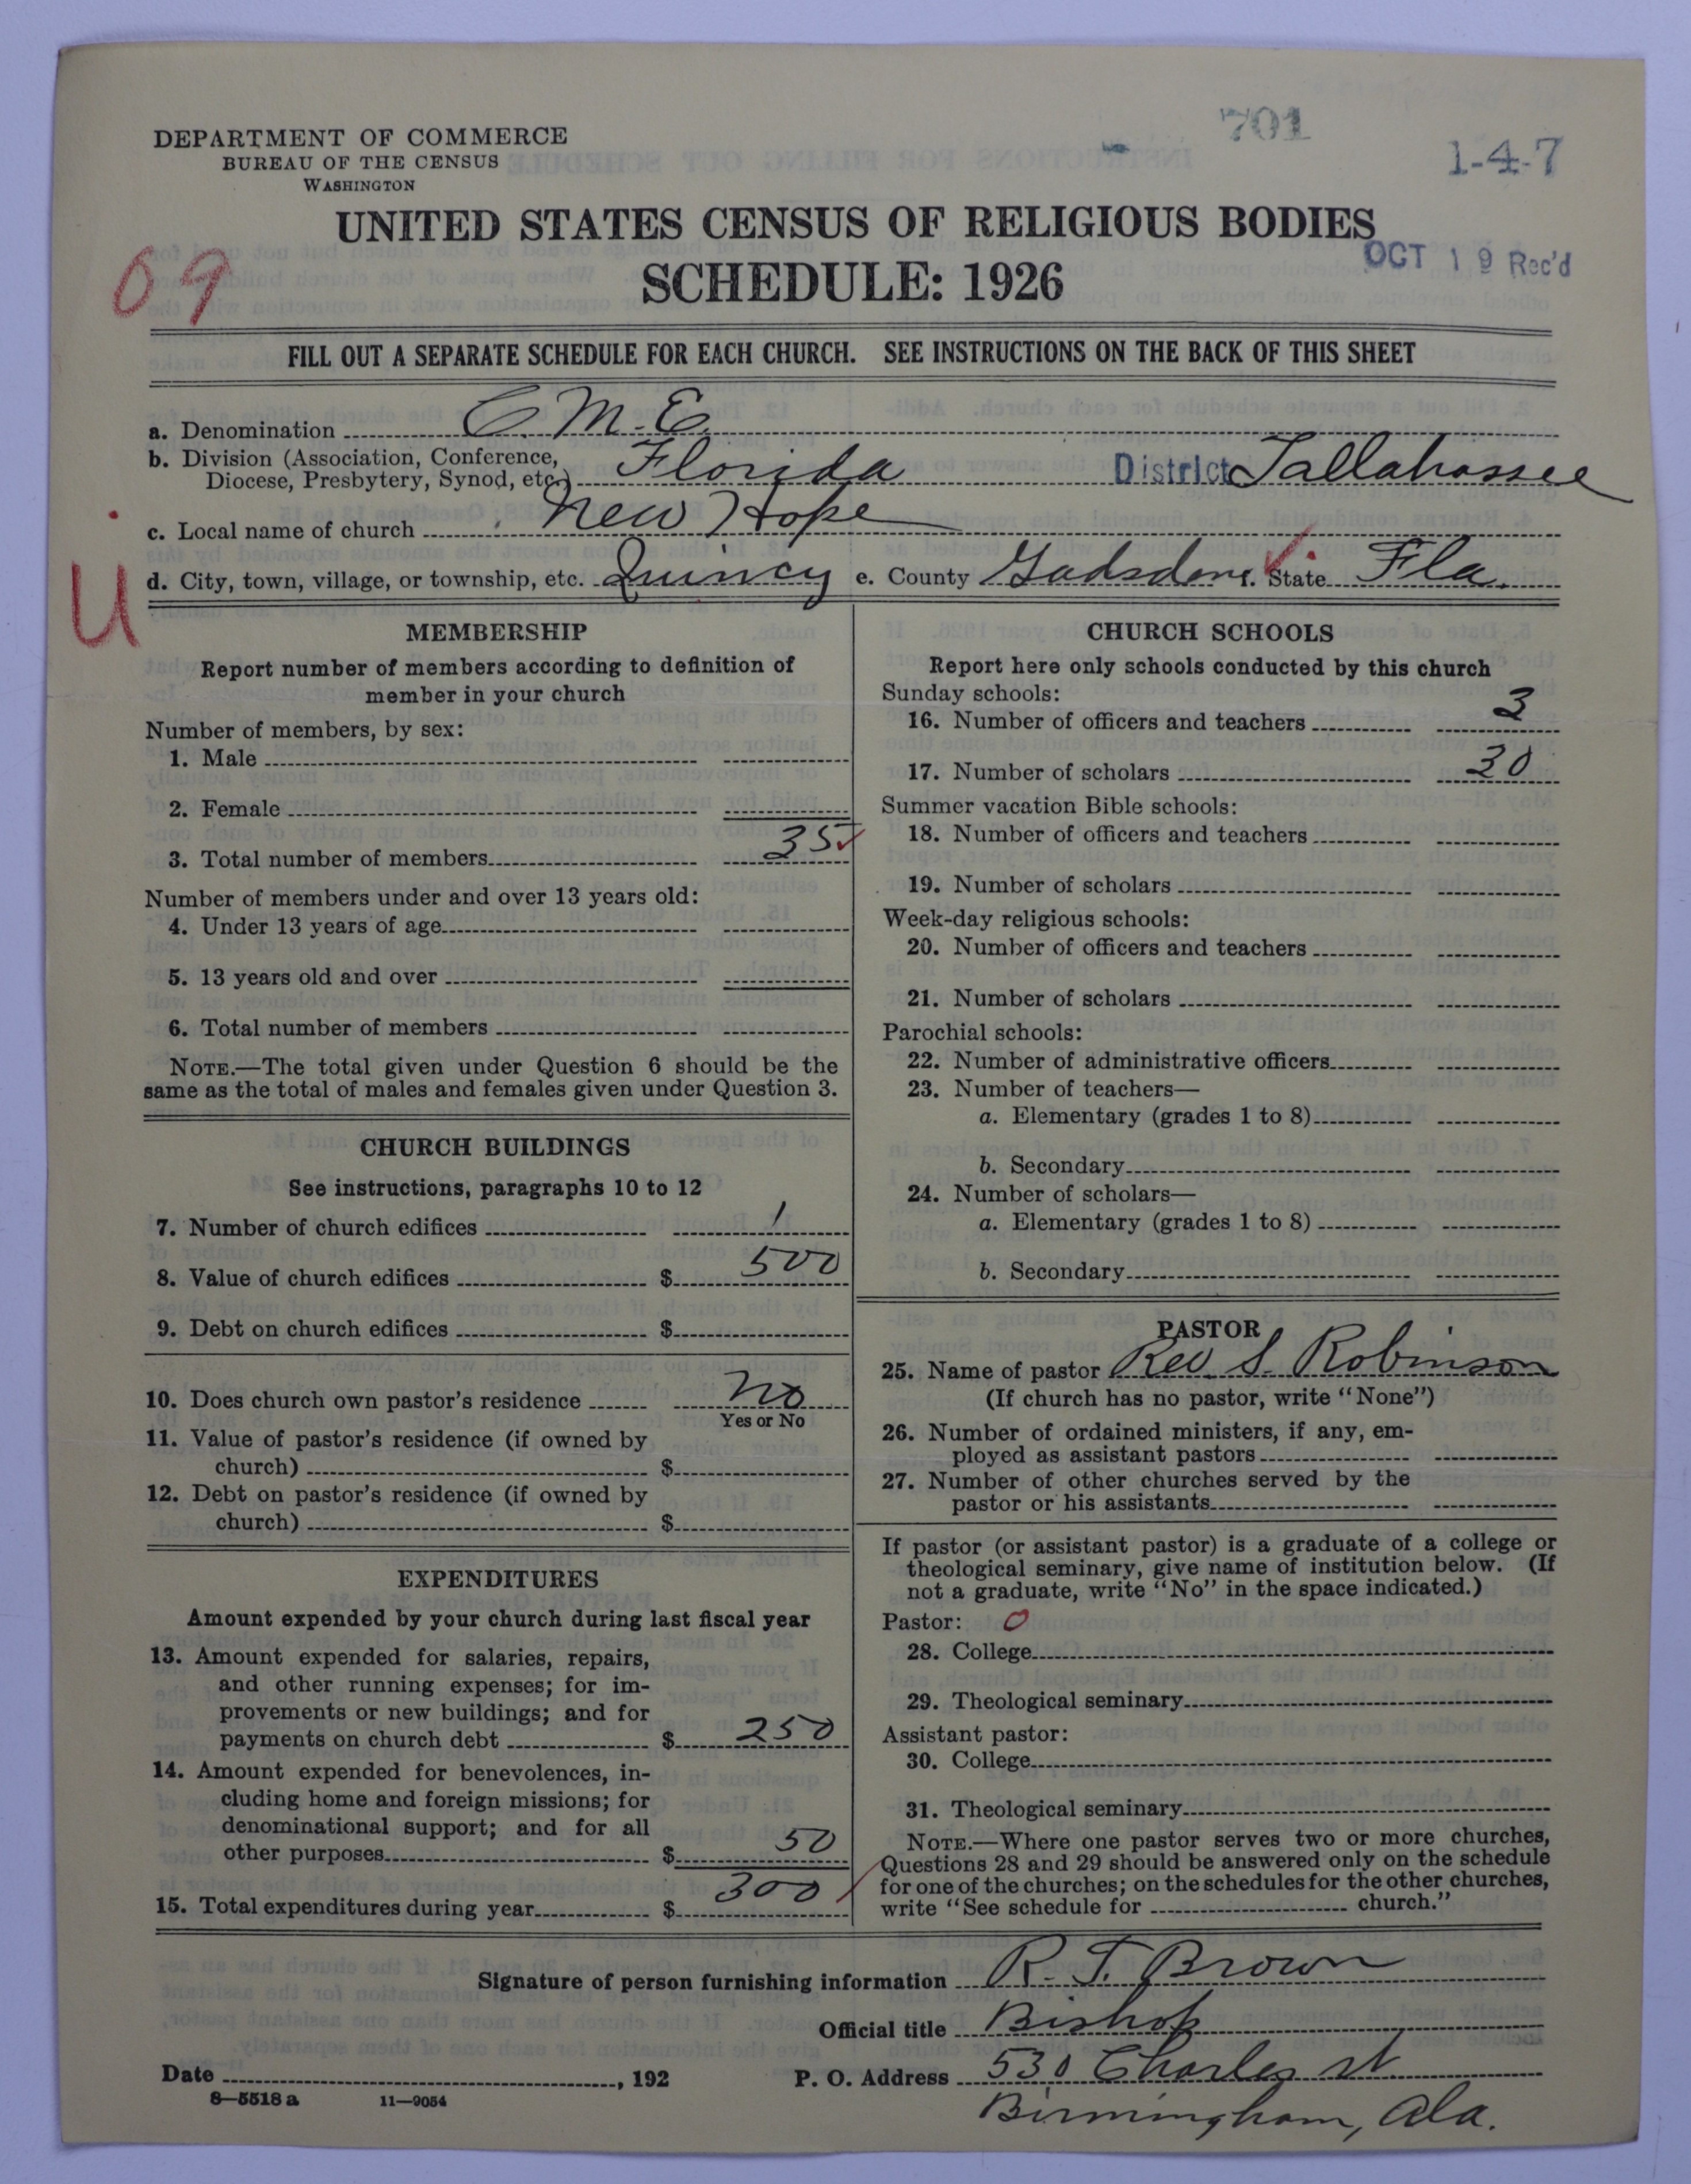 701
1-4-7
DEPARTMENT OF COMMERCE
BUREAU OF THE CENSUS
WASHINGTON
UNITED STATES CENSUS OF RELIGIOUS BODIES
SCHEDULE: 1926
OCT 19 Rec'd
09
FILL OUT A SEPARATE SCHEDULE FOR EACH CHURCH. SEE INSTRUCTIONS ON THE BACK OF THIS SHEET
a. Denomination C. M. E.
b. Division (Association, Conference, Diocese, Presbytery, Synod, etc.) Florida District Tallahassee
c. Local name of church New Hope
d. City, town, village, or township, etc. Quincy e. County Gadsden. State Fla.
U
MEMBERSHIP
Report number of members according to definition of
member in your church
Number of members, by sex:
1. Male
2. Female
3. Total number of members 35
Number of members under and over 13 years old:
4. Under 13 years of age
5. 13 years old and over
6. Total number of members
NOTE.—The total given under Question 6 should be the
same as the total of males and females given under Question 3.
CHURCH BUILDINGS
See instructions, paragraphs 10 to 12
7. Number of church edifices 1
8. Value of church edifices $ 500
9. Debt on church edifices $
10. Does church own pastor's residence no
Yes or No
11. Value of pastor's residence (if owned by
church) $
12. Debt on pastor's residence (if owned by
church) $
EXPENDITURES
Amount expended by your church during last fiscal year
13. Amount expended for salaries, repairs,
and other running expenses; for im-
provements or new buildings; and for
payments on church debt $ 250
14. Amount expended for benevolences, in-
cluding home and foreign missions; for
denominational support; and for all
other purposes $ 50
15. Total expenditures during year $ 300
CHURCH SCHOOLS
Report here only schools conducted by this church
Sunday schools:
16. Number of officers and teachers 3
17. Number of scholars 30
Summer vacation Bible schools:
18. Number of officers and teachers
19. Number of scholars
Week-day religious schools:
20. Number of officers and teachers
21. Number of scholars
Parochial schools:
22. Number of administrative officers
23. Number of teachers—
a. Elementary (grades 1 to 8)
b. Secondary
24. Number of scholars—
a. Elementary (grades 1 to 8)
b. Secondary
PASTOR
25. Name of pastor Rev S. Robinson
(If church has no pastor, write "None")
26. Number of ordained ministers, if any, em-
ployed as assistant pastors
27. Number of other churches served by the
pastor or his assistants
If pastor (or assistant pastor) is a graduate of a college or
theological seminary, give name of institution below. (If
not a graduate, write "No" in the space indicated.)
Pastor: 0
28. College
29. Theological seminary
Assistant pastor:
30. College
31. Theological seminary
NOTE.—Where one pastor serves two or more churches,
Questions 28 and 29 should be answered only on the schedule
for one of the churches; on the schedules for the other churches,
write "See schedule for church."
Signature of person furnishing information R. T. Brown
Official title Bishop
Date , 192 P. O. Address 530 Charles st
8—5518 a 11—9054
Birmingham, Ala.